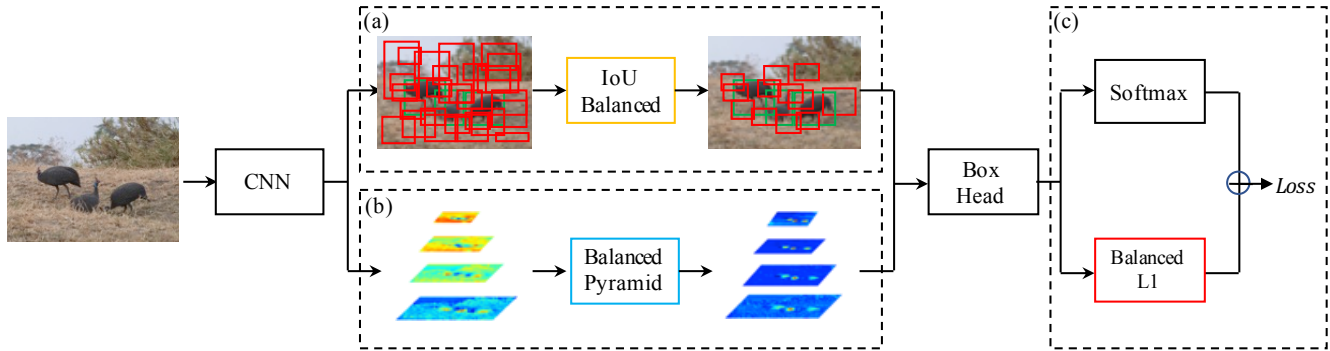 (a)
IoU
Balanced
CNN
(b)
Balanced
Pyramid
Box
Head
(c)
Softmax
Balanced
L1
Loss